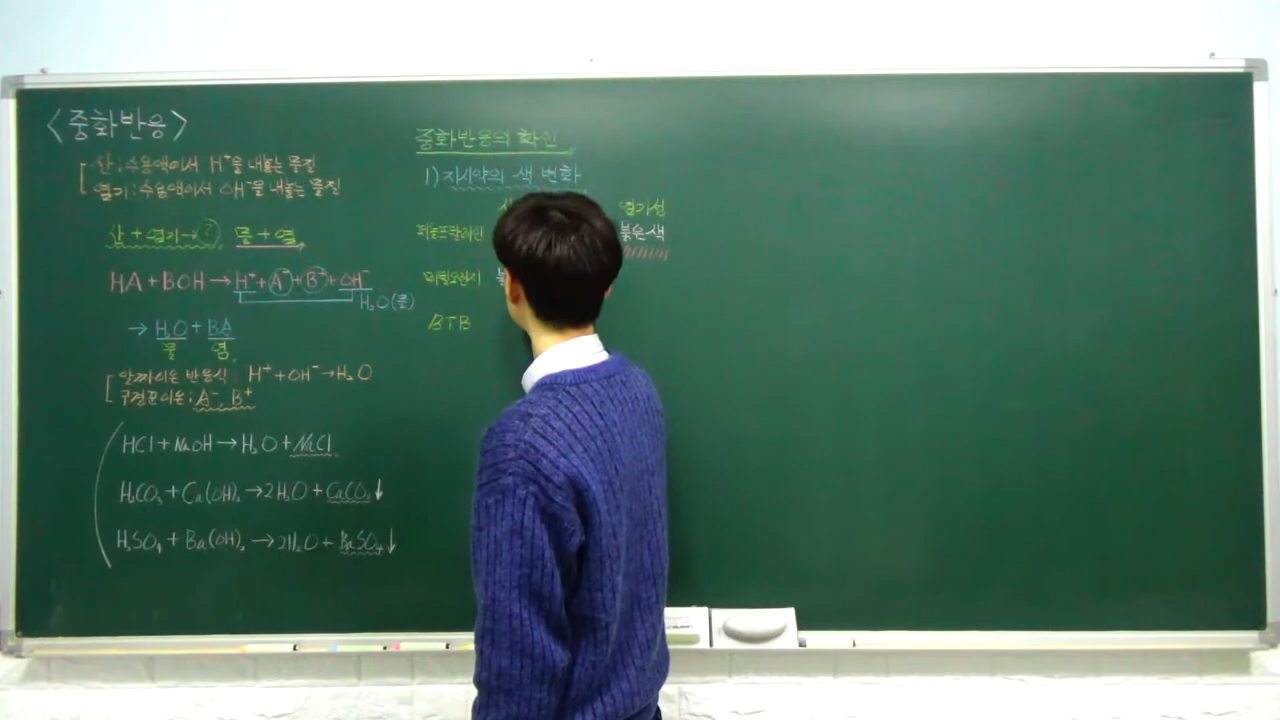 <중화반응>
산 : 수용액에서 H⁺을 내놓는 물질
염기 : 수용액에서 OH⁻을 내놓는 물질
산 + 염기 → ? 물 + 염
HA + BOH → H⁺ + A⁻ + B⁺ + OH⁻
H₂O (물)
→ H₂O + BA
물 염
알짜이온 반응식 : H⁺ + OH⁻ → H₂O
구경꾼이온 : A⁻, B⁺
HCl + NaOH → H₂O + NaCl
H₂CO₃ + Ca(OH)₂ → 2H₂O + CaCO₃↓
H₂SO₄ + Ba(OH)₂ → 2H₂O + BaSO₄↓
중화반응의 확인
1) 지시약의 색 변화
염기성
페놀프탈레인 붉은색
메틸오렌지
BTB